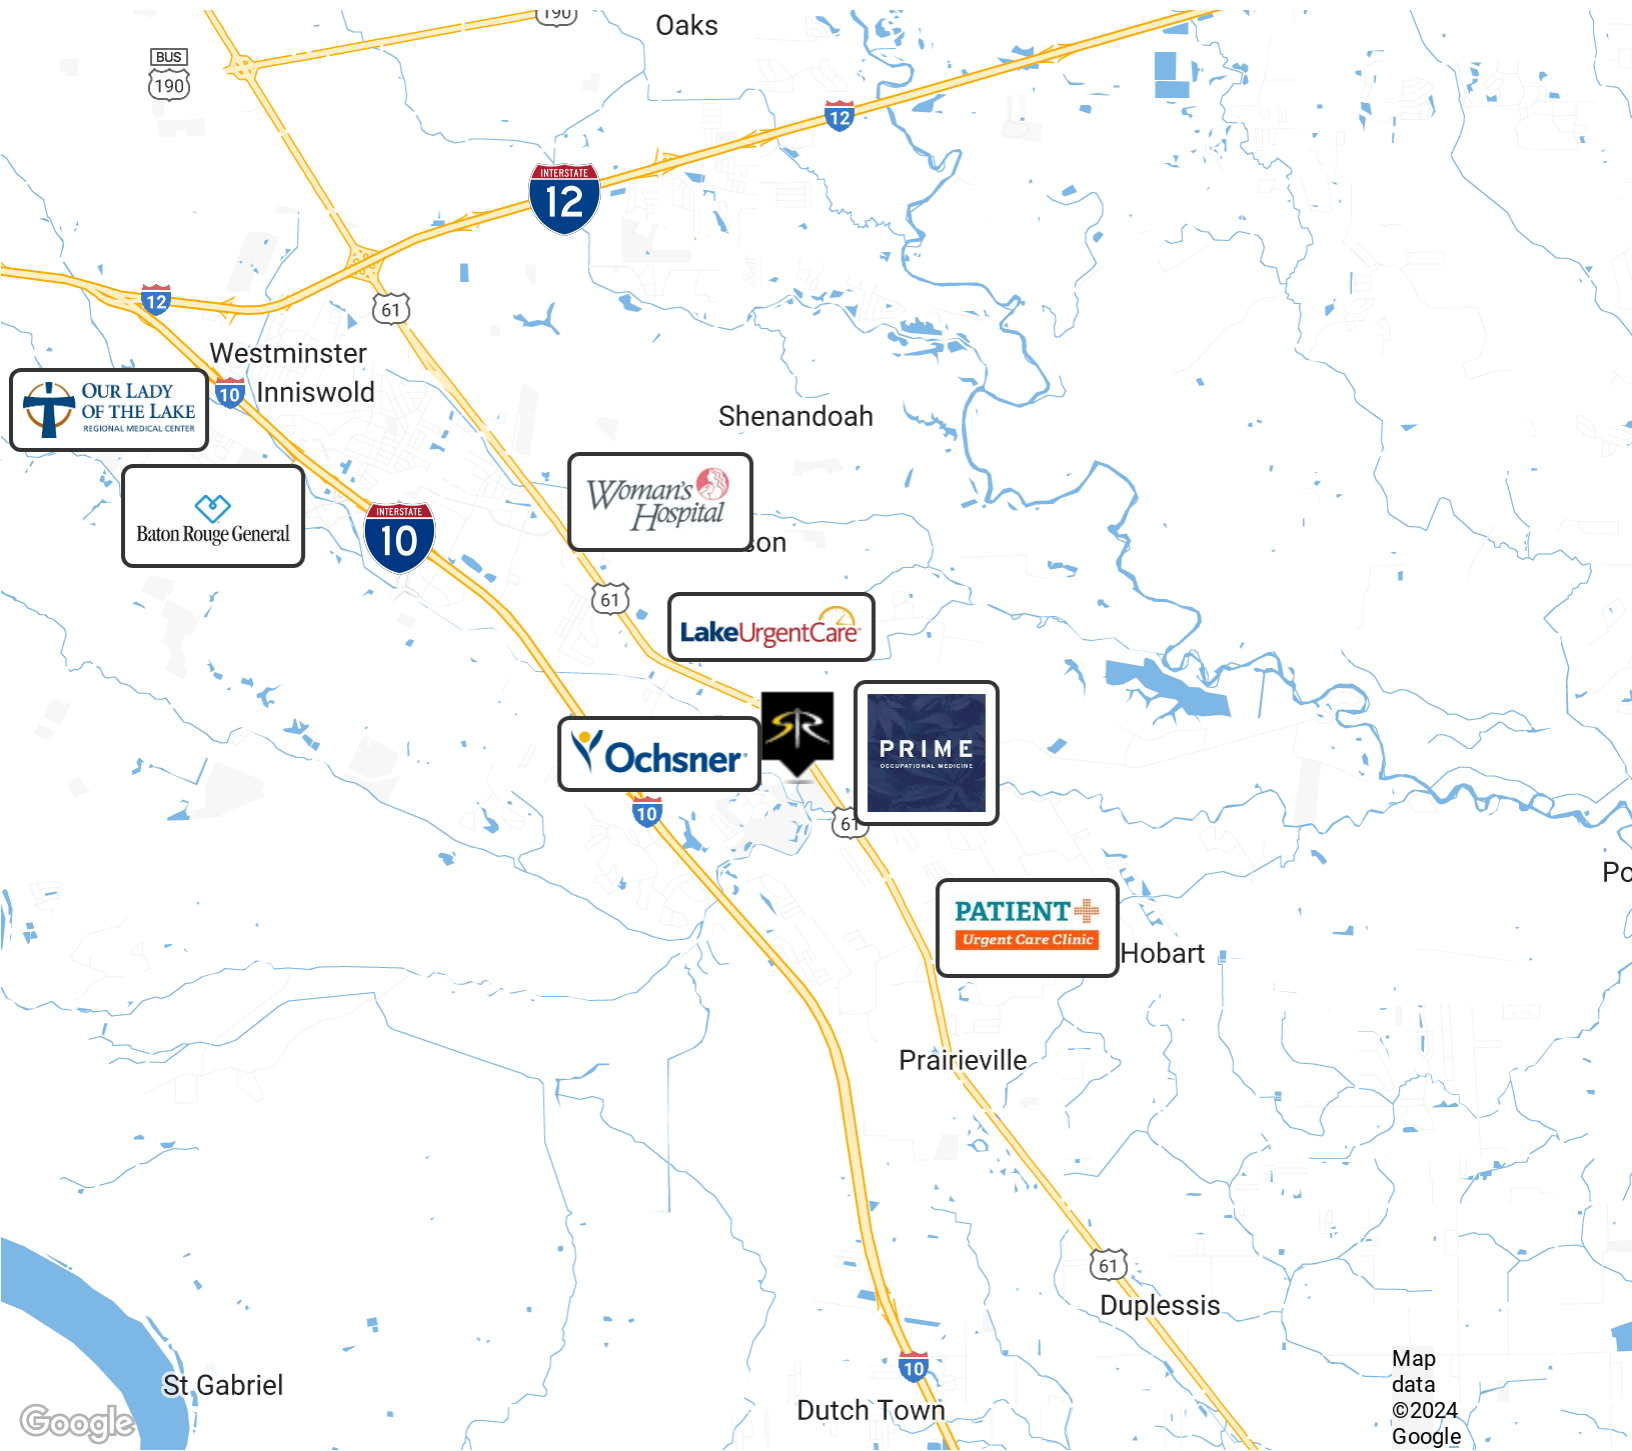 190
Oaks
BUS
190
12
INTERSTATE
12
12
61
Westminster
10
Inniswold
OUR LADY
OF THE LAKE
REGIONAL MEDICAL CENTER
Shenandoah
Baton Rouge General
INTERSTATE
10
Woman's
Hospital
son
61
LakeUrgentCare
SR
PRIME
OCCUPATIONAL MEDICINE
Ochsner
10
61
Po
PATIENT+
Urgent Care Clinic
Hobart
Prairieville
61
Duplessis
10
St Gabriel
Dutch Town
Map
data
©2024
Google
Google